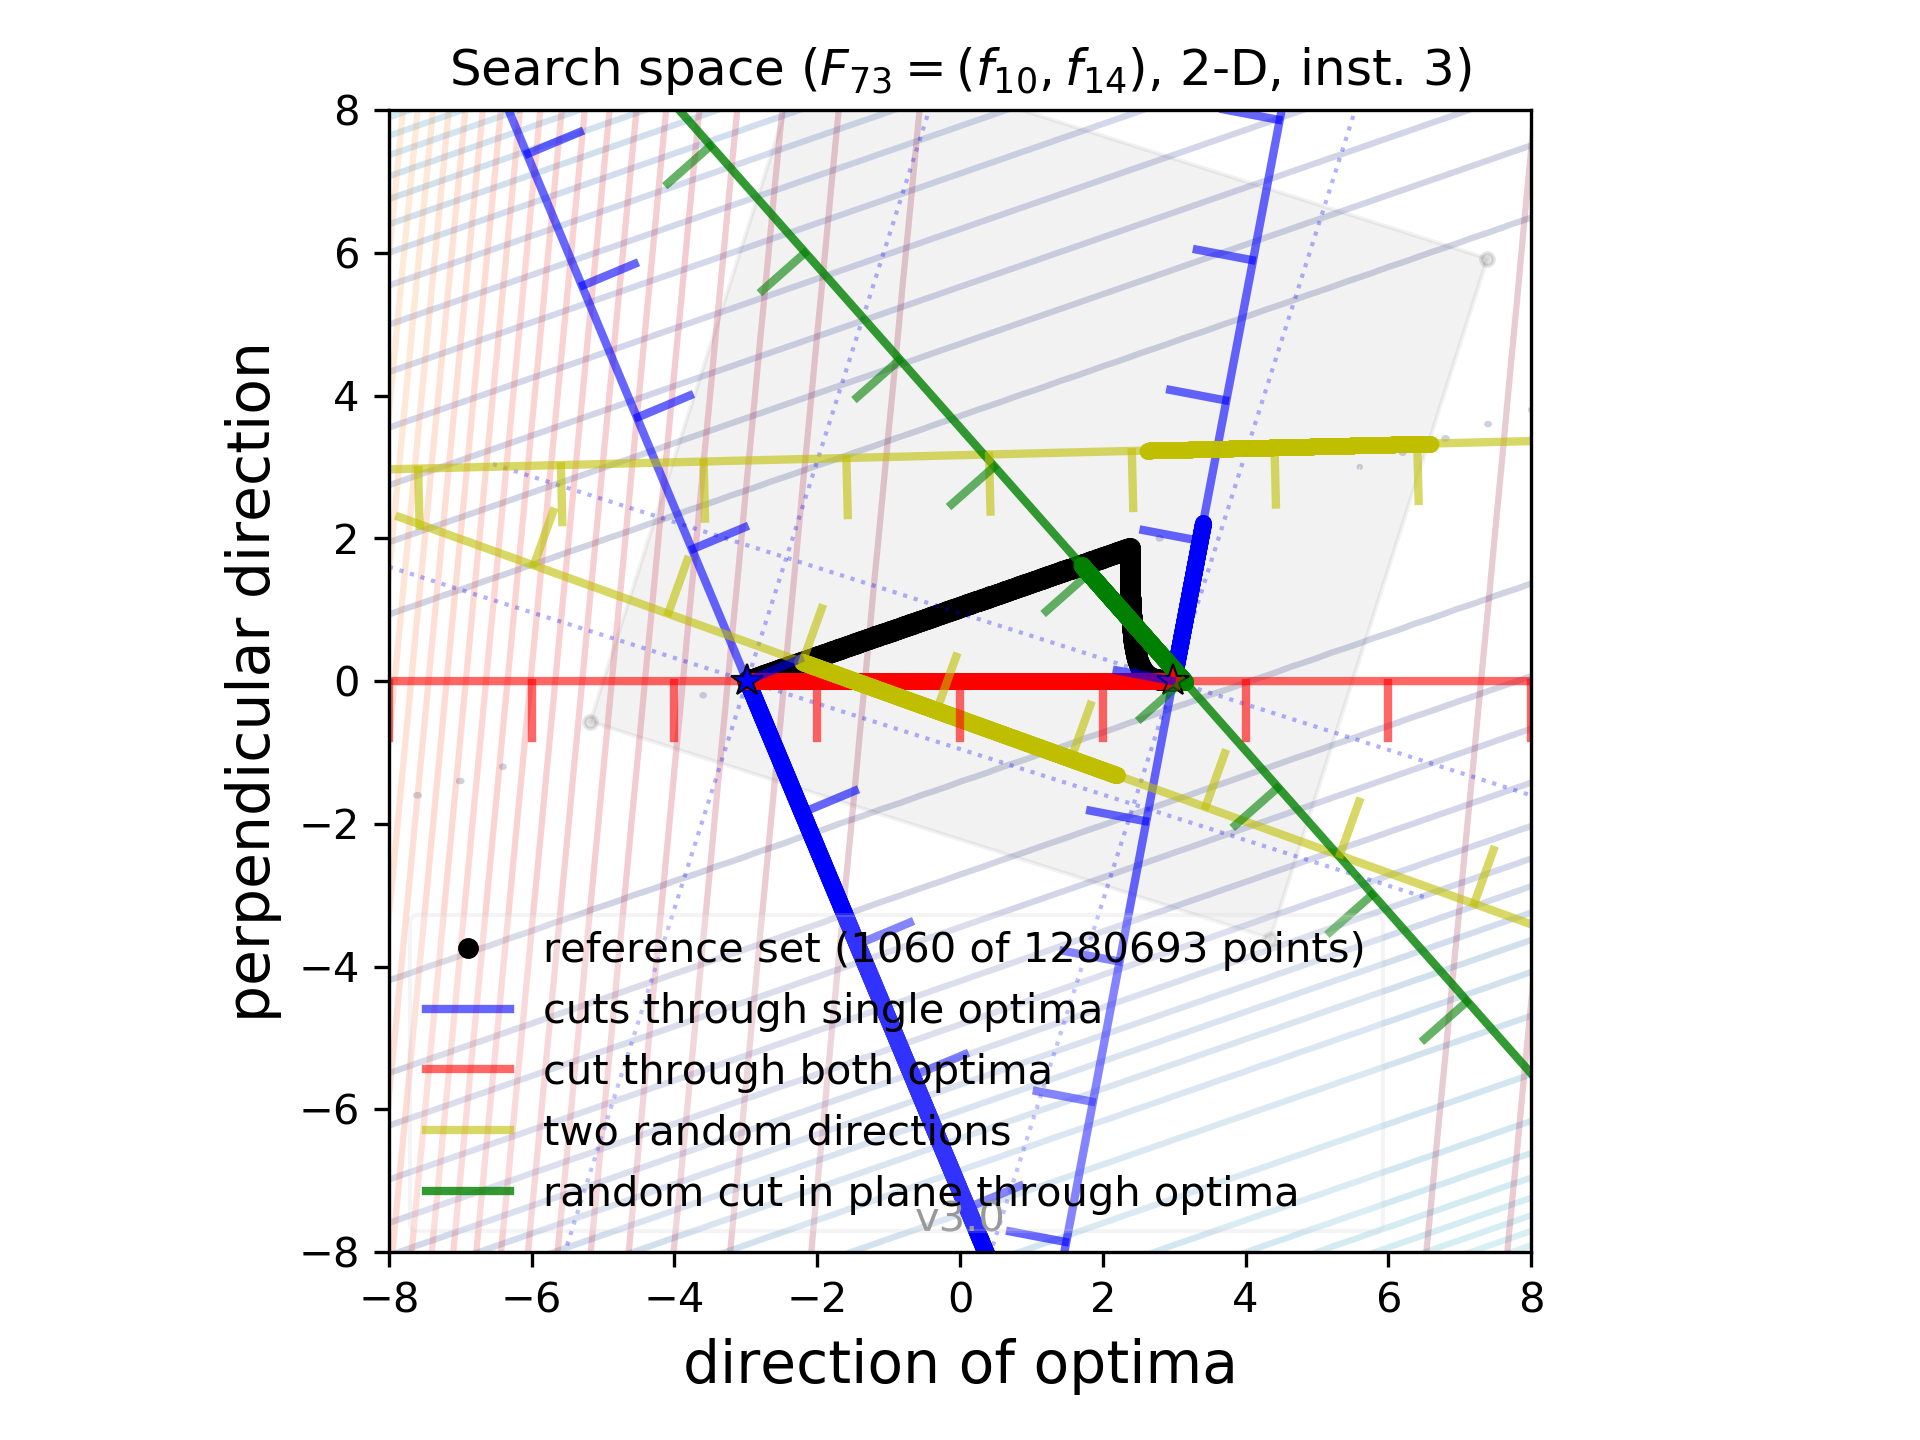 Search space (F73 = (f10, f14), 2-D, inst. 3)
8
6
4
2
0
−2
−4
−6
−8
perpendicular direction
reference set (1060 of 1280693 points)
cuts through single optima
cut through both optima
two random directions
random cut in plane through optima
v3.0
−8 −6 −4 −2 0 2 4 6 8
direction of optima